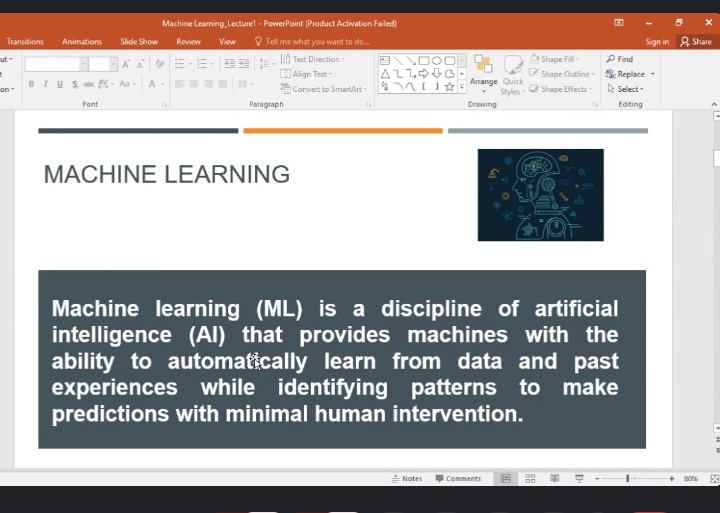 Machine Learning_Lecture1 - PowerPoint (Product Activation Failed)
Transitions Animations Slide Show Review View Tell me what you want to do... Sign in Share
Text Direction Shape Fill Find
Align Text Arrange Quick Styles Shape Outline Replace
Convert to SmartArt Shape Effects Select
B I U S abc AV Aa A
Font Paragraph Drawing Editing
MACHINE LEARNING
Machine learning (ML) is a discipline of artificial
intelligence (AI) that provides machines with the
ability to automatically learn from data and past
experiences while identifying patterns to make
predictions with minimal human intervention.
Notes Comments 80%